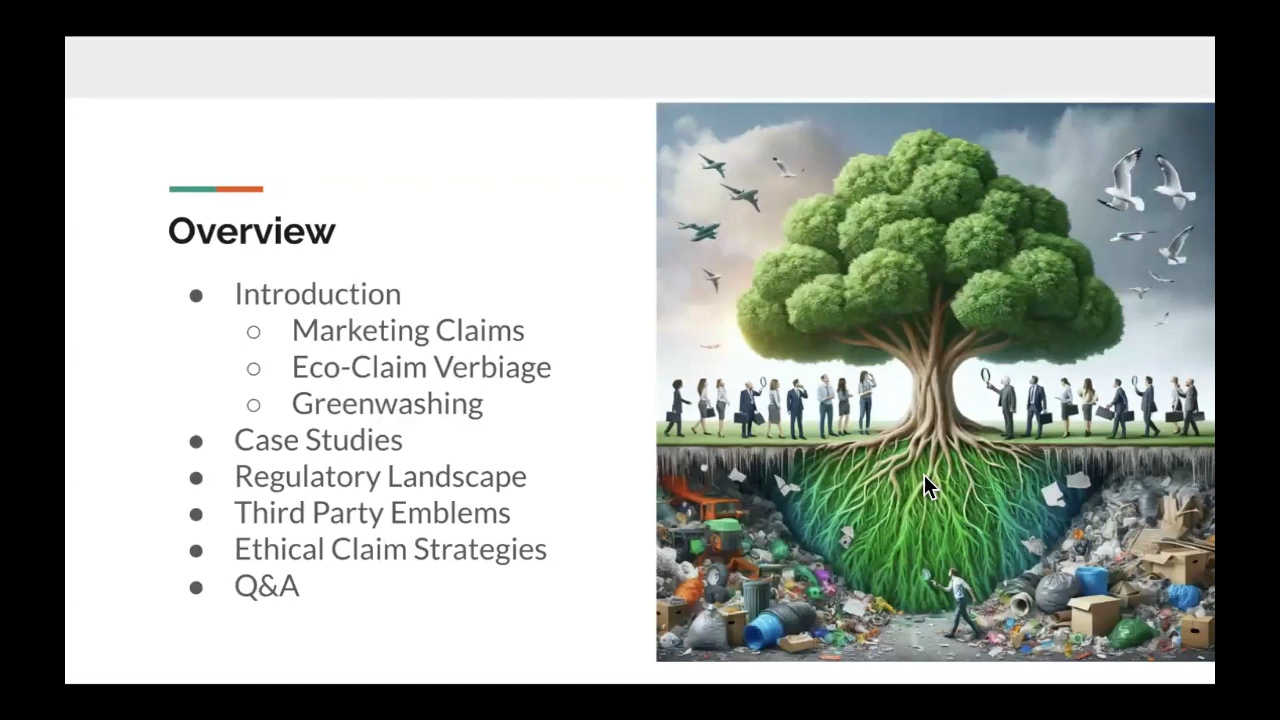 Overview
● Introduction
○ Marketing Claims
○ Eco-Claim Verbiage
○ Greenwashing
● Case Studies
● Regulatory Landscape
● Third Party Emblems
● Ethical Claim Strategies
● Q&A